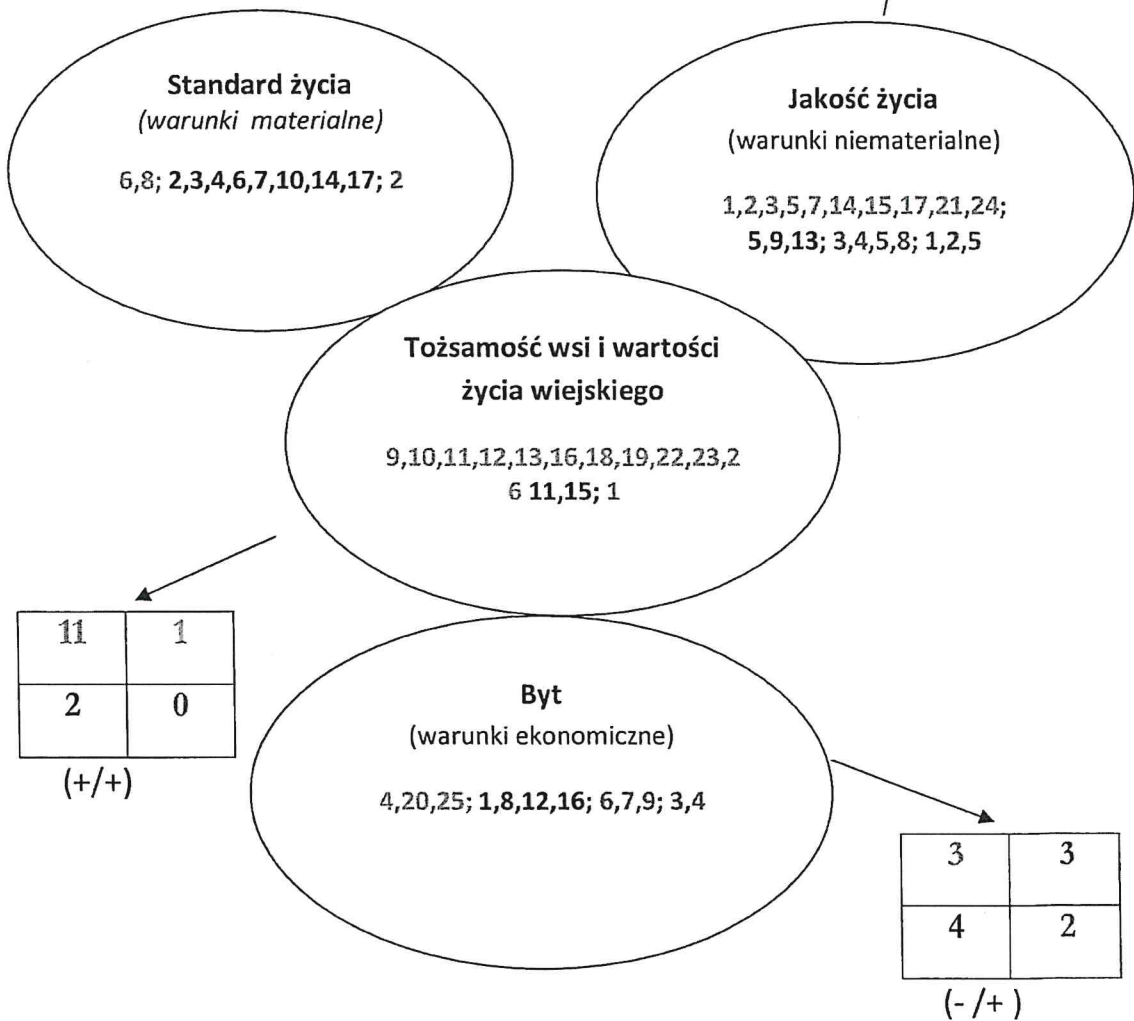 Standard życia
(warunki materialne)
6,8; 2,3,4,6,7,10,14,17; 2
Jakość życia
(warunki niematerialne)
1,2,3,5,7,14,15,17,21,24;
5,9,13; 3,4,5,8; 1,2,5
Tożsamość wsi i wartości
życia wiejskiego
9,10,11,12,13,16,18,19,22,23,2
6 11,15; 1
11 1
2 0
(+/+)
Byt
(warunki ekonomiczne)
4,20,25; 1,8,12,16; 6,7,9; 3,4
3 3
4 2
(- /+ )